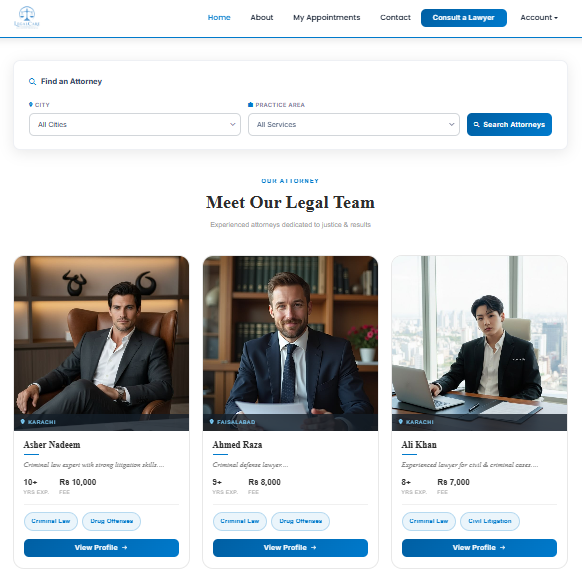 LegalCare
Home About My Appointments Contact Consult a Lawyer Account
Find an Attorney
CITY PRACTICE AREA
All Cities All Services Search Attorneys
OUR ATTORNEY
Meet Our Legal Team
Experienced attorneys dedicated to justice & results
KARACHI FAISALABAD KARACHI
Asher Nadeem Ahmed Raza Ali Khan
Criminal law expert with strong litigation skills… Criminal defense lawyer… Experienced lawyer for civil & criminal cases…
10+ Rs 10,000 9+ Rs 8,000 8+ Rs 7,000
YRS EXP. FEE YRS EXP. FEE YRS EXP. FEE
Criminal Law Drug Offenses Criminal Law Drug Offenses Criminal Law Civil Litigation
View Profile → View Profile → View Profile →